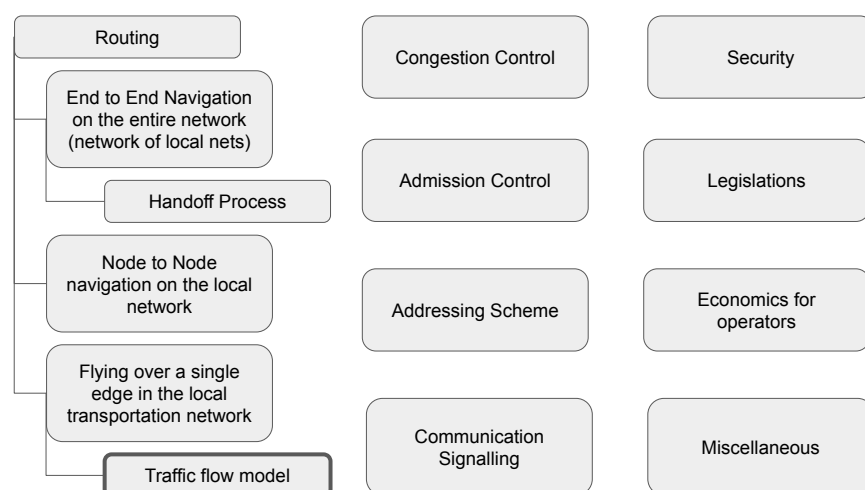 Routing
End to End Navigation
on the entire network
(network of local nets)
Handoff Process
Node to Node
navigation on the local
network
Flying over a single
edge in the local
transportation network
Traffic flow model
Congestion Control
Admission Control
Addressing Scheme
Communication
Signalling
Security
Legislations
Economics for
operators
Miscellaneous